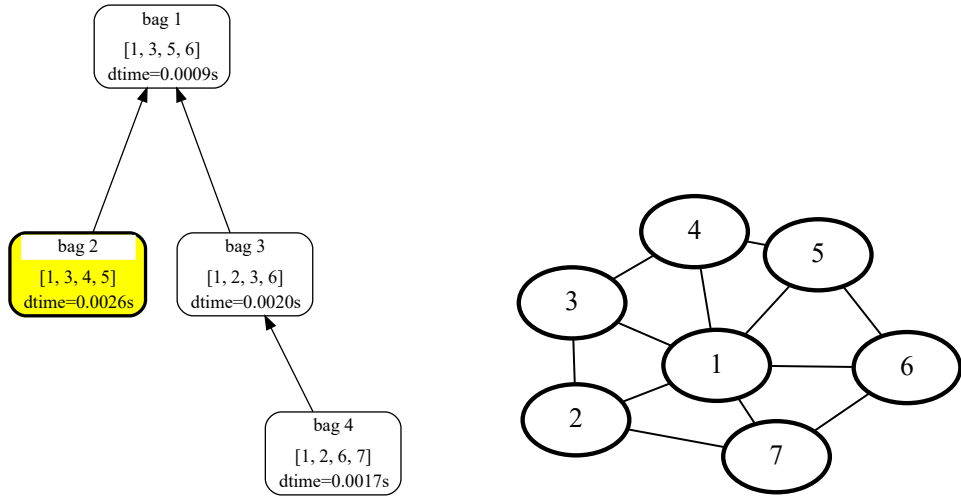 bag 1
[1, 3, 5, 6]
dtime=0.0009s
bag 2
[1, 3, 4, 5]
dtime=0.0026s
bag 3
[1, 2, 3, 6]
dtime=0.0020s
bag 4
[1, 2, 6, 7]
dtime=0.0017s
4
5
3
1
6
2
7